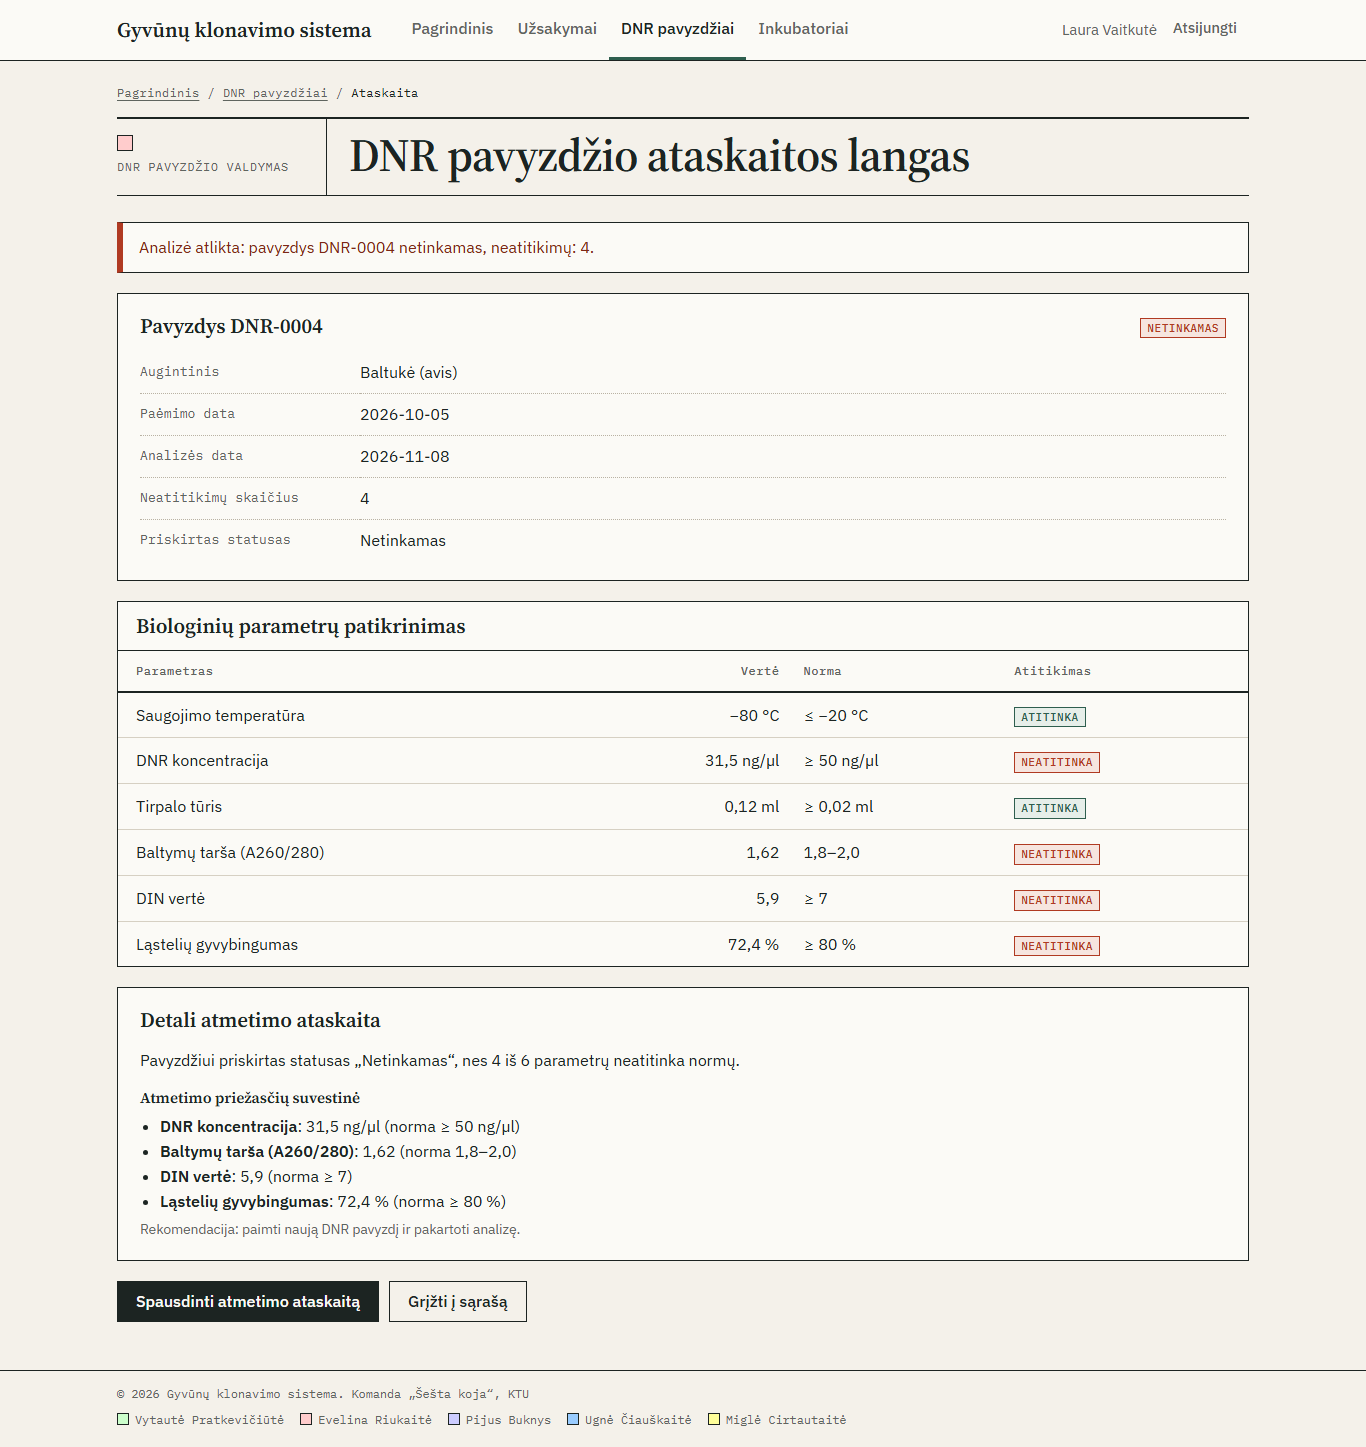 Gyvūnų klonavimo sistema Pagrindinis Užsakymai DNR pavyzdžiai Inkubatoriai Laura Vaitkutė Atsijungti
Pagrindinis / DNR pavyzdžiai / Ataskaita
DNR PAVYZDŽIO VALDYMAS
DNR pavyzdžio ataskaitos langas
Analizė atlikta: pavyzdys DNR-0004 netinkamas, neatitikimų: 4.
Pavyzdys DNR-0004 NETINKAMAS
Augintinis Baltukė (avis)
Paėmimo data 2026-10-05
Analizės data 2026-11-08
Neatitikimų skaičius 4
Priskirtas statusas Netinkamas
Biologinių parametrų patikrinimas
Parametras Vertė Norma Atitikimas
Saugojimo temperatūra −80 °C ≤ −20 °C ATITINKA
DNR koncentracija 31,5 ng/µl ≥ 50 ng/µl NEATITINKA
Tirpalo tūris 0,12 ml ≥ 0,02 ml ATITINKA
Baltymų tarša (A260/280) 1,62 1,8–2,0 NEATITINKA
DIN vertė 5,9 ≥ 7 NEATITINKA
Ląstelių gyvybingumas 72,4 % ≥ 80 % NEATITINKA
Detali atmetimo ataskaita
Pavyzdžiui priskirtas statusas „Netinkamas“, nes 4 iš 6 parametrų neatitinka normų.
Atmetimo priežasčių suvestinė
• DNR koncentracija: 31,5 ng/µl (norma ≥ 50 ng/µl)
• Baltymų tarša (A260/280): 1,62 (norma 1,8–2,0)
• DIN vertė: 5,9 (norma ≥ 7)
• Ląstelių gyvybingumas: 72,4 % (norma ≥ 80 %)
Rekomendacija: paimti naują DNR pavyzdį ir pakartoti analizę.
Spausdinti atmetimo ataskaitą Grįžti į sąrašą
© 2026 Gyvūnų klonavimo sistema. Komanda „Šešta koja“, KTU
Vytautė Pratkevičiūtė Evelina Riukaitė Pijus Buknys Ugnė Čiauškaitė Miglė Cirtautaitė